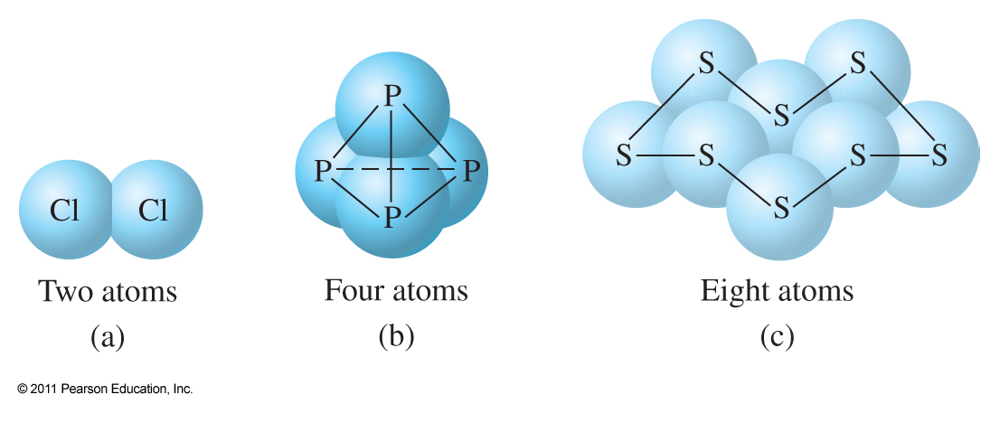 Cl Cl
Two atoms
(a)
P
P P
P
Four atoms
(b)
S S
S
S S S S
S
Eight atoms
(c)
© 2011 Pearson Education, Inc.